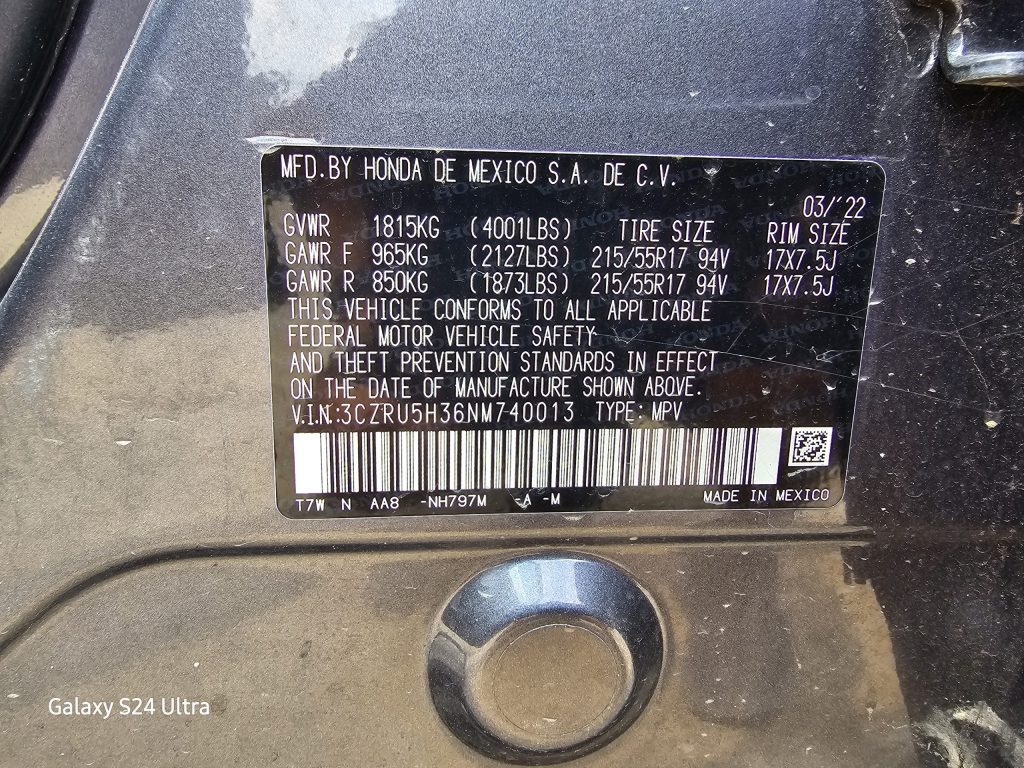 MFD.BY HONDA DE MEXICO S.A. DE C.V.
03/'22
GVWR 1815KG (4001LBS) TIRE SIZE RIM SIZE
GAWR F 965KG (2127LBS) 215/55R17 94V 17X7.5J
GAWR R 850KG (1873LBS) 215/55R17 94V 17X7.5J
THIS VEHICLE CONFORMS TO ALL APPLICABLE
FEDERAL MOTOR VEHICLE SAFETY
AND THEFT PREVENTION STANDARDS IN EFFECT
ON THE DATE OF MANUFACTURE SHOWN ABOVE.
V.I.N.:3CZRU5H36NM740013 TYPE: MPV
T7W N AA8 -NH797M -A -M MADE IN MEXICO
Galaxy S24 Ultra